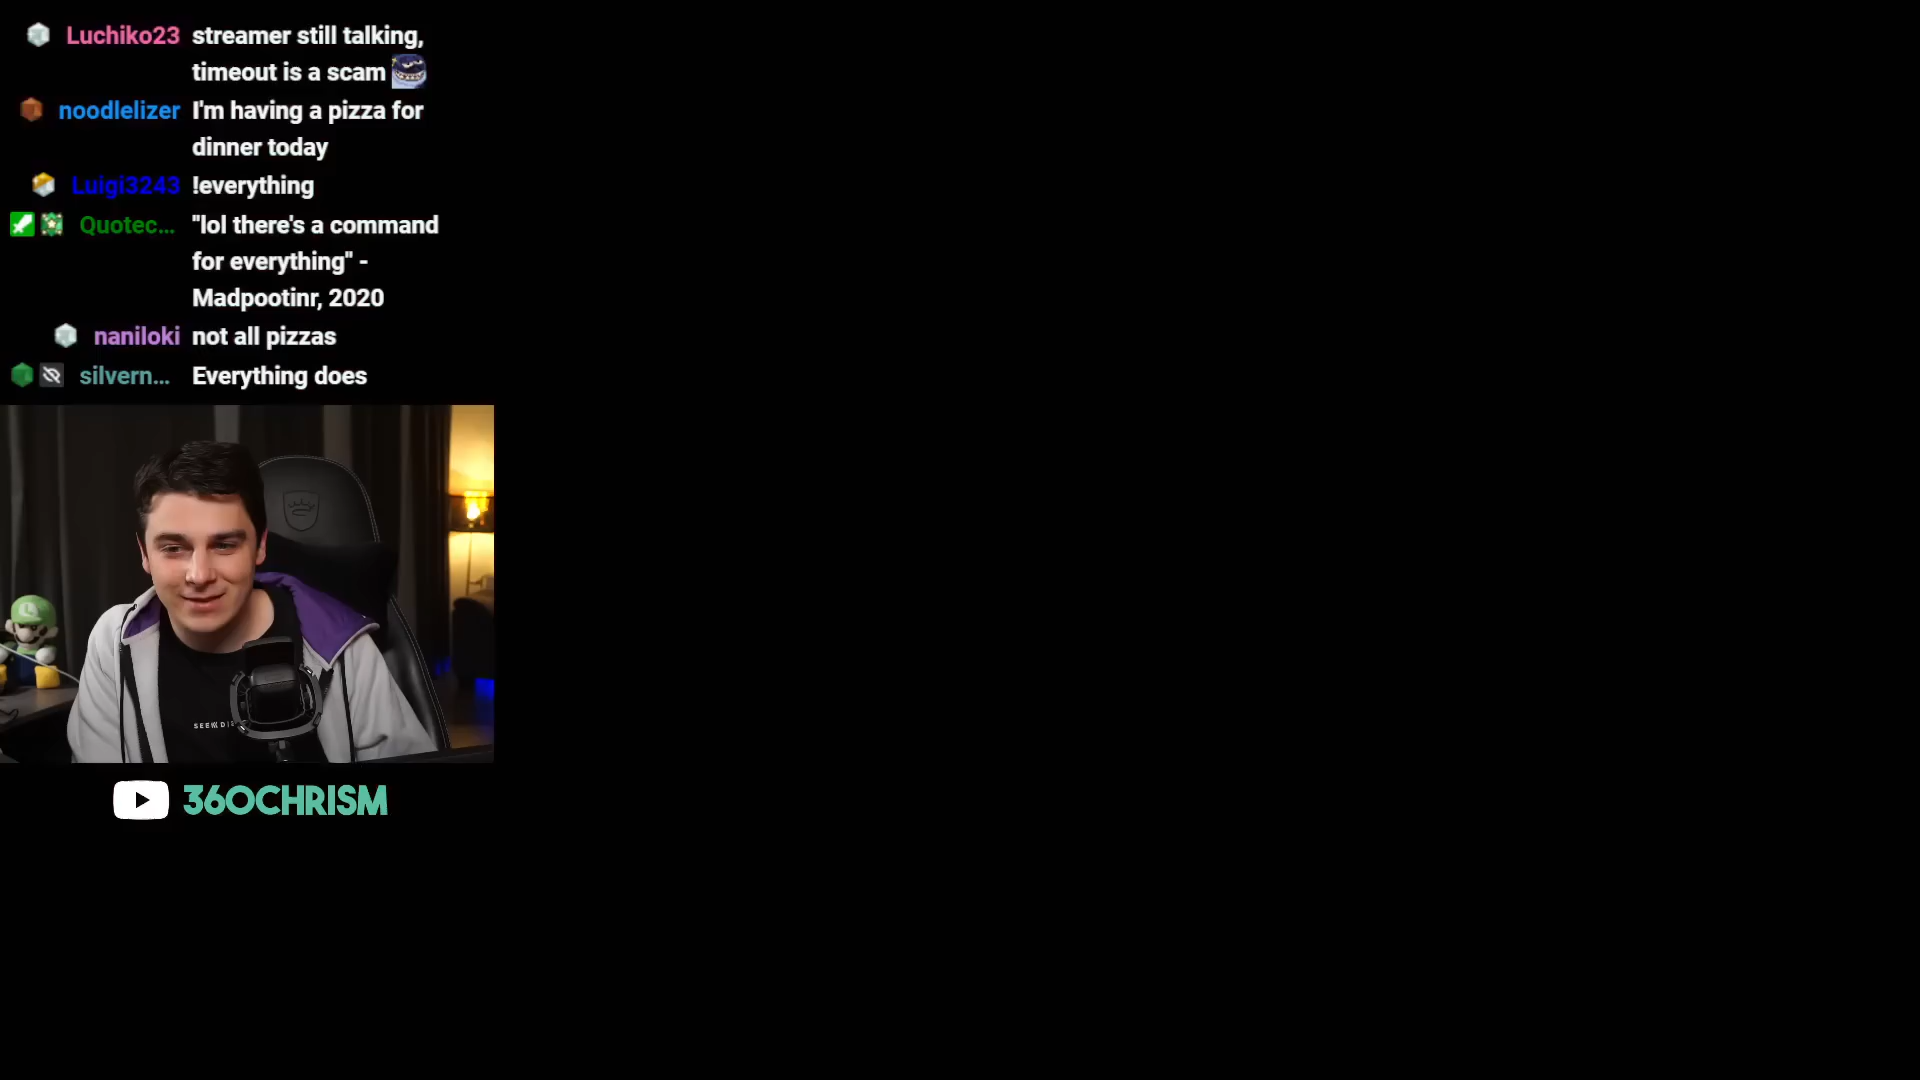 Luchiko23 streamer still talking,
timeout is a scam
noodlelizer I'm having a pizza for
dinner today
Luigi3243 !everything
Quotec... "lol there's a command
for everything" -
Madpootinr, 2020
naniloki not all pizzas
silvern... Everything does
360CHRISM